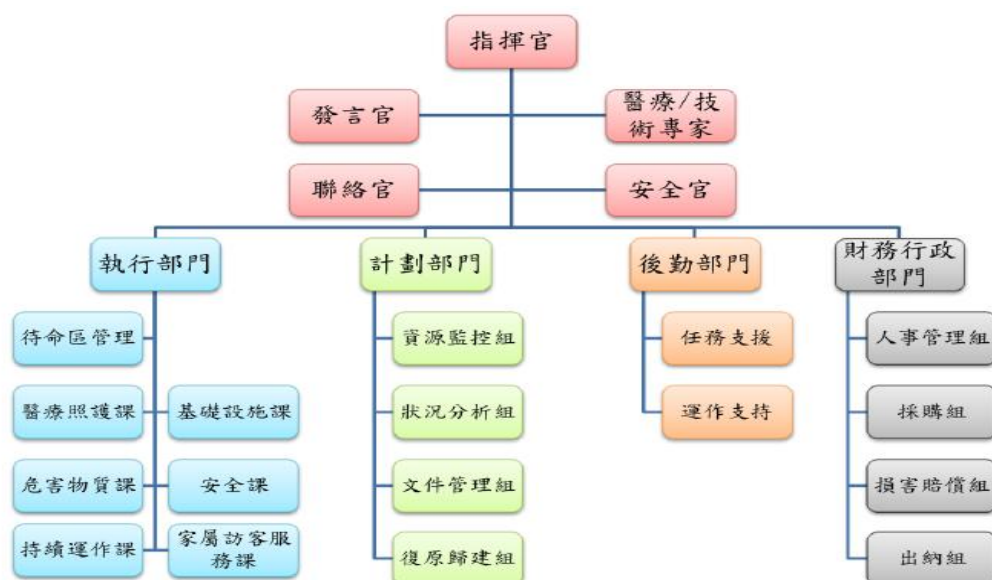 指揮官
發言官
醫療/技
術專家
聯絡官
安全官
執行部門
計劃部門
後勤部門
財務行政
部門
待命區管理
資源監控組
任務支援
人事管理組
醫療照護課
基礎設施課
狀況分析組
運作支持
採購組
危害物質課
安全課
文件管理組
損害賠償組
持續運作課
家屬訪客服
務課
復原歸建組
出納組